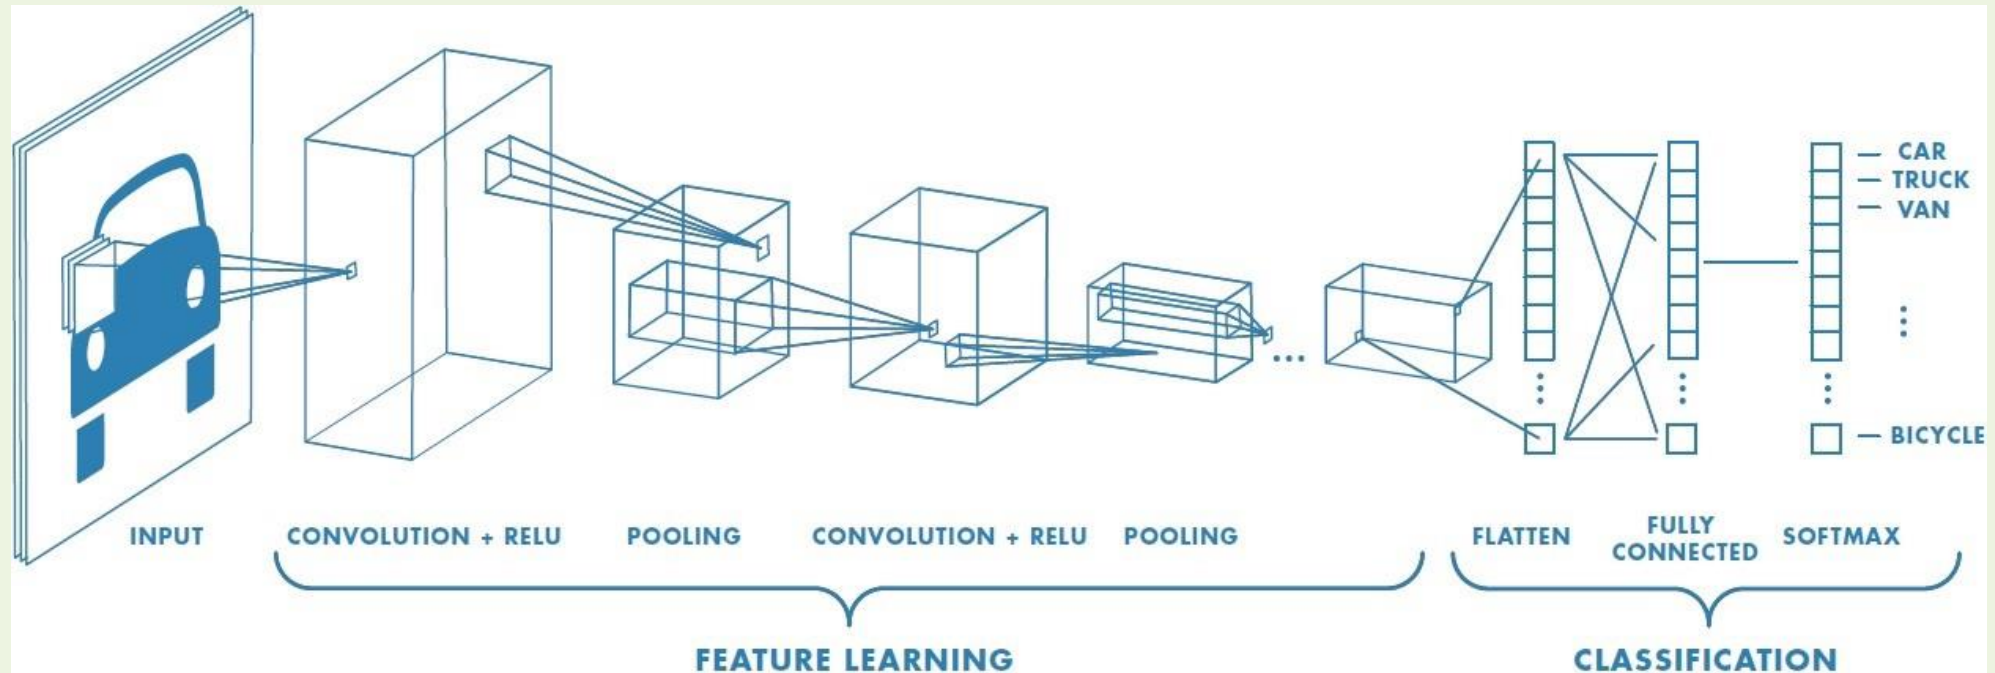 CAR
TRUCK
VAN
BICYCLE
INPUT
CONVOLUTION + RELU
POOLING
CONVOLUTION + RELU
POOLING
FLATTEN
FULLY
CONNECTED
SOFTMAX
FEATURE LEARNING
CLASSIFICATION